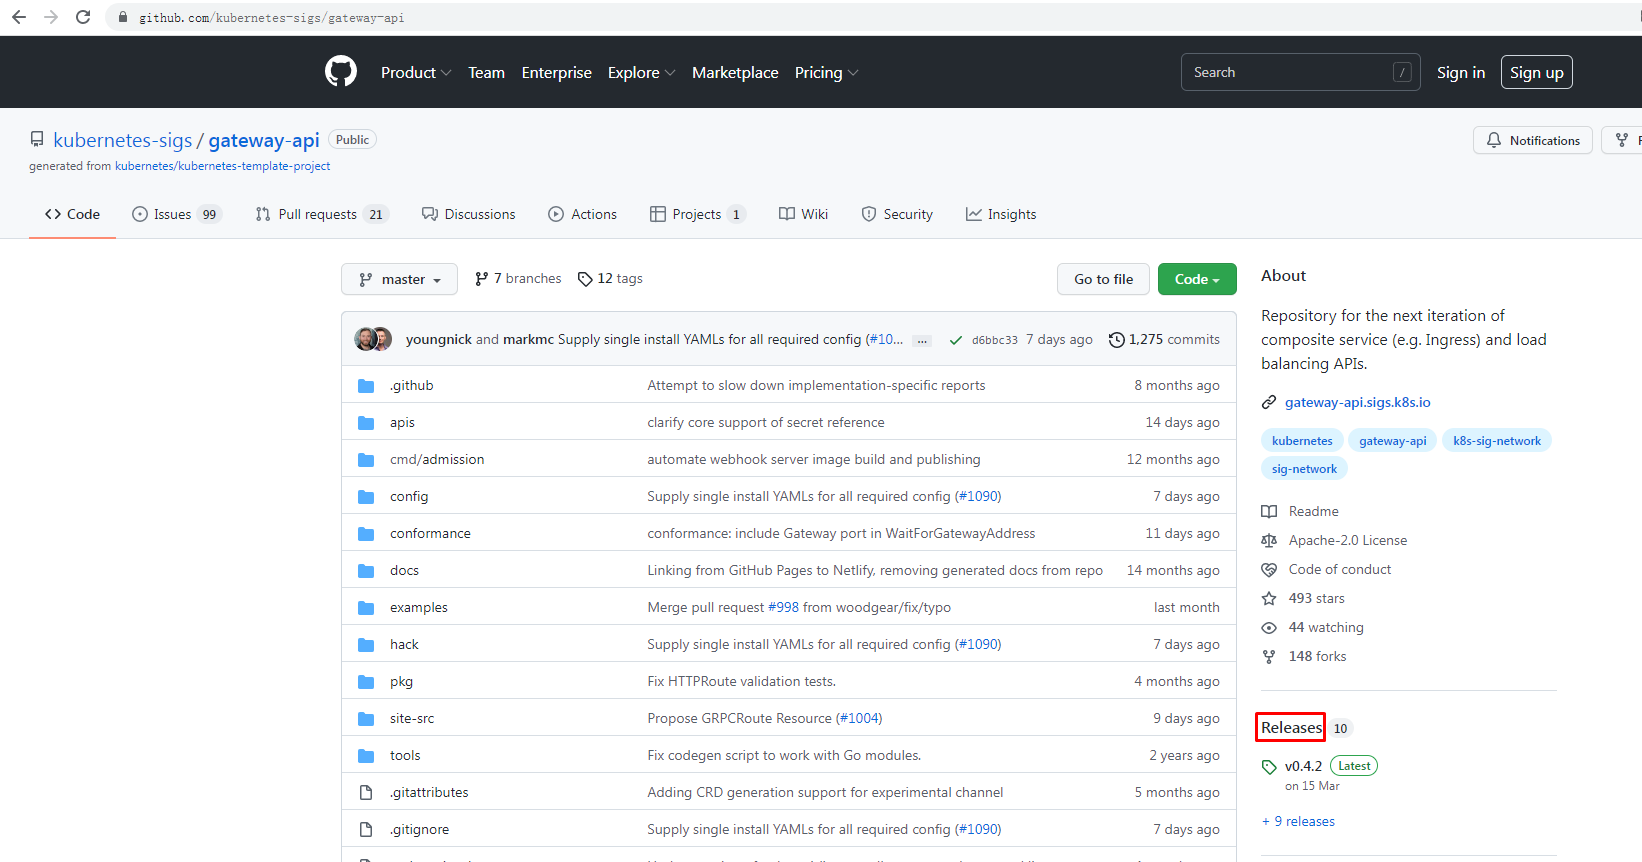 github.com/kubernetes-sigs/gateway-api
Product Team Enterprise Explore Marketplace Pricing Search / Sign in Sign up
kubernetes-sigs / gateway-api Public
Notifications
generated from kubernetes/kubernetes-template-project
Code Issues 99 Pull requests 21 Discussions Actions Projects 1 Wiki Security Insights
master 7 branches 12 tags Go to file Code
youngnick and markmc Supply single install YAMLs for all required config (#10... ... d6bbc33 7 days ago 1,275 commits
.github Attempt to slow down implementation-specific reports 8 months ago
apis clarify core support of secret reference 14 days ago
cmd/admission automate webhook server image build and publishing 12 months ago
config Supply single install YAMLs for all required config (#1090) 7 days ago
conformance conformance: include Gateway port in WaitForGatewayAddress 11 days ago
docs Linking from GitHub Pages to Netlify, removing generated docs from repo 14 months ago
examples Merge pull request #998 from woodgear/fix/typo last month
hack Supply single install YAMLs for all required config (#1090) 7 days ago
pkg Fix HTTPRoute validation tests. 4 months ago
site-src Propose GRPCRoute Resource (#1004) 9 days ago
tools Fix codegen script to work with Go modules. 2 years ago
.gitattributes Adding CRD generation support for experimental channel 5 months ago
.gitignore Supply single install YAMLs for all required config (#1090) 7 days ago
About
Repository for the next iteration of
composite service (e.g. Ingress) and load
balancing APIs.
gateway-api.sigs.k8s.io
kubernetes gateway-api k8s-sig-network
sig-network
Readme
Apache-2.0 License
Code of conduct
493 stars
44 watching
148 forks
Releases 10
v0.4.2 Latest
on 15 Mar
+ 9 releases